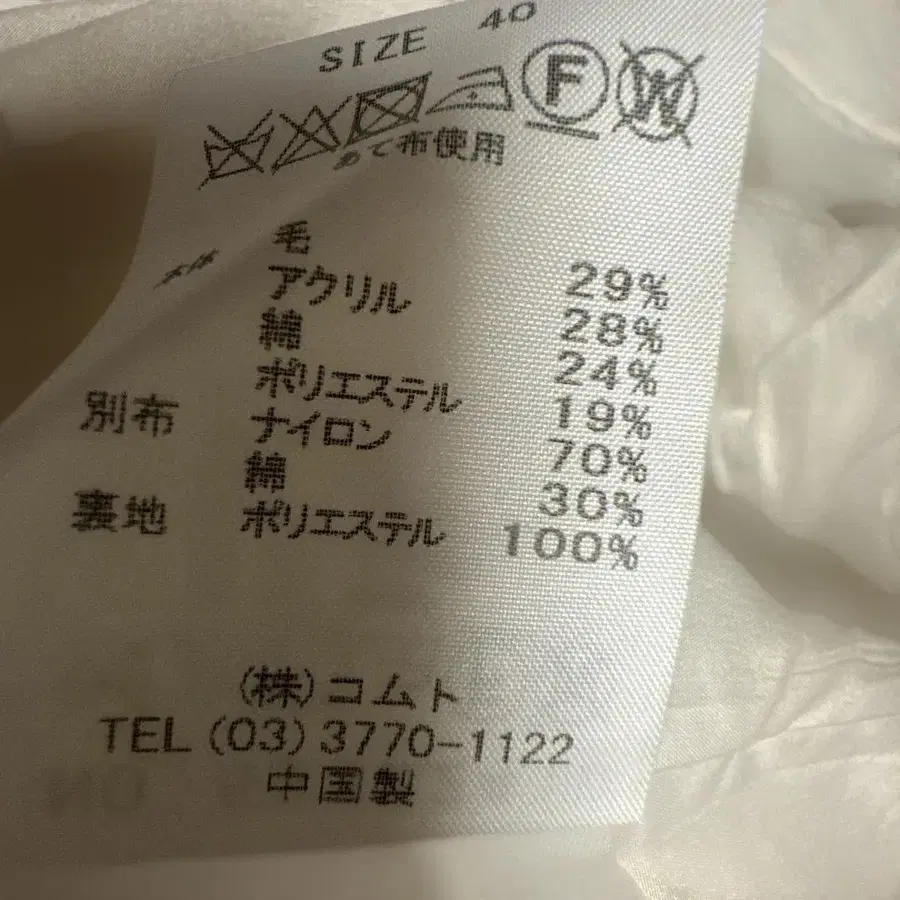 SIZE 40
F W
あて布使用
本体 毛 29%
アクリル 28%
綿 24%
ポリエステル 19%
別布 ナイロン 70%
綿 30%
裏地 ポリエステル 100%
(株)コムト
TEL(03)3770-1122
中国製